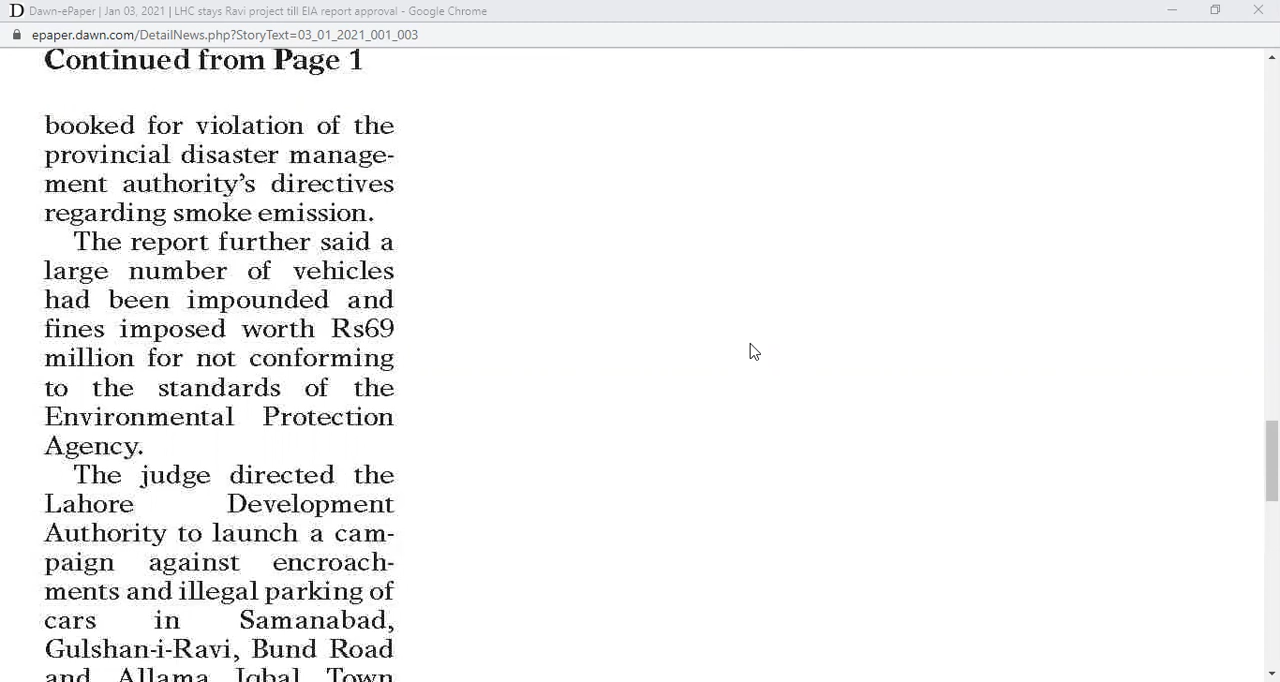 D Dawn-ePaper | Jan 03, 2021 | LHC stays Ravi project till EIA report approval - Google Chrome
epaper.dawn.com/DetailNews.php?StoryText=03_01_2021_001_003
Continued from Page 1
booked for violation of the
provincial disaster manage-
ment authority's directives
regarding smoke emission.
The report further said a
large number of vehicles
had been impounded and
fines imposed worth Rs69
million for not conforming
to the standards of the
Environmental Protection
Agency.
The judge directed the
Lahore Development
Authority to launch a cam-
paign against encroach-
ments and illegal parking of
cars in Samanabad,
Gulshan-i-Ravi, Bund Road
and Allama Iqbal Town